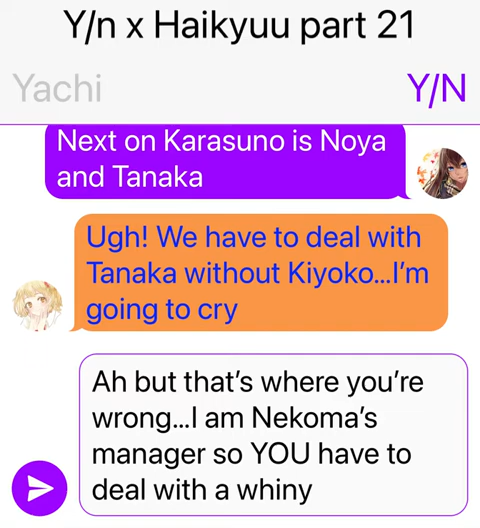 Y/n x Haikyuu part 21
Yachi
Y/N
Next on Karasuno is Noya
and Tanaka
Ugh! We have to deal with
Tanaka without Kiyoko...I'm
going to cry
Ah but that's where you're
wrong...I am Nekoma's
manager so YOU have to
deal with a whiny